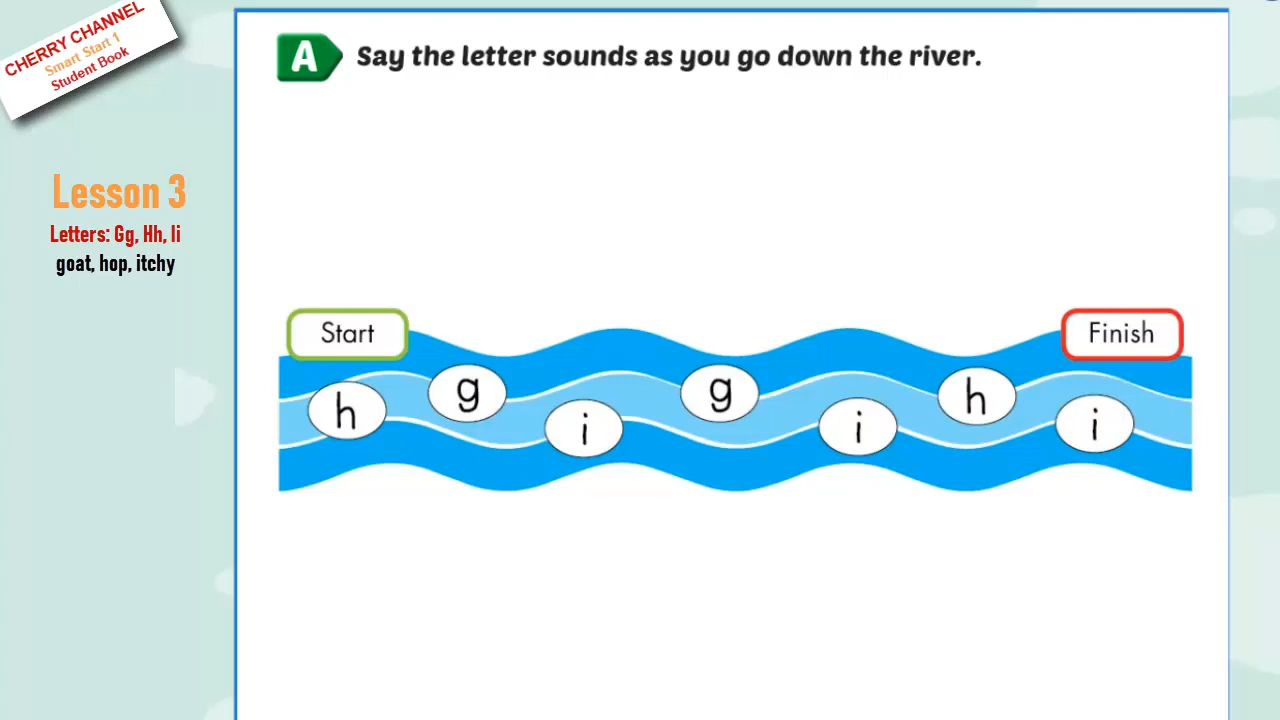 CHERRY CHANNEL
Smart Start 1
Student Book
A Say the letter sounds as you go down the river.
Lesson 3
Letters: Gg, Hh, Ii
goat, hop, itchy
Start
Finish
h g i g i h i